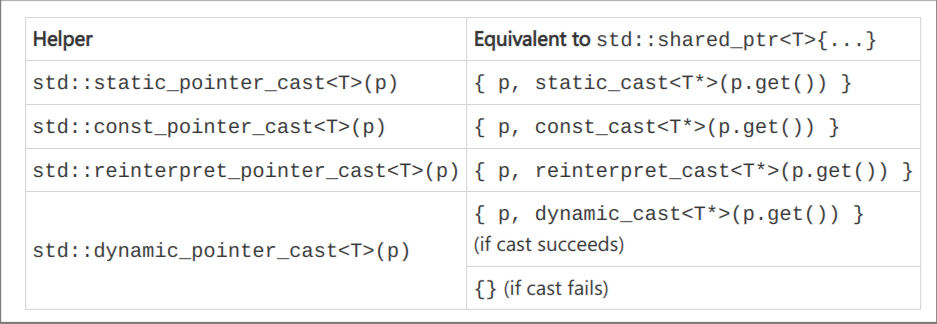 Helper
Equivalent to std::shared_ptr<T>{...}
std::static_pointer_cast<T>(p)
{ p, static_cast<T*>(p.get()) }
std::const_pointer_cast<T>(p)
{ p, const_cast<T*>(p.get()) }
std::reinterpret_pointer_cast<T>(p)
{ p, reinterpret_cast<T*>(p.get()) }
std::dynamic_pointer_cast<T>(p)
{ p, dynamic_cast<T*>(p.get()) }
(if cast succeeds)
{} (if cast fails)